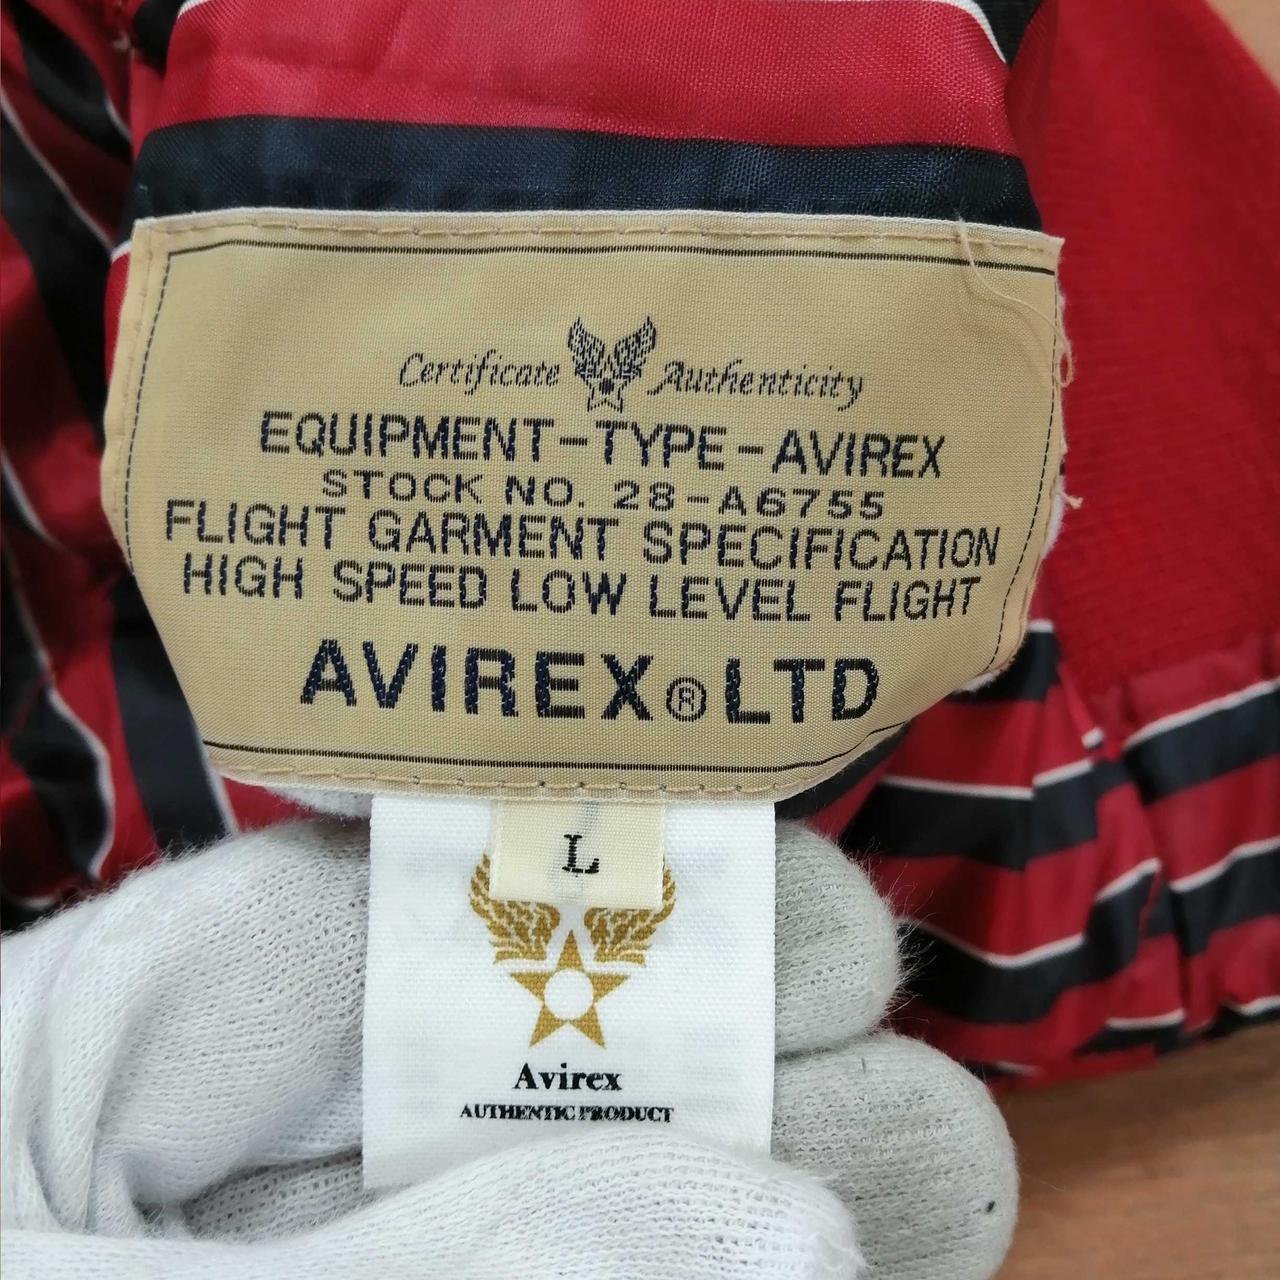 Certificate Authenticity
EQUIPMENT-TYPE-AVIREX
STOCK NO. 28-A6755
FLIGHT GARMENT SPECIFICATION
HIGH SPEED LOW LEVEL FLIGHT
AVIREX®LTD
L
Avirex
AUTHENTIC PRODUCT